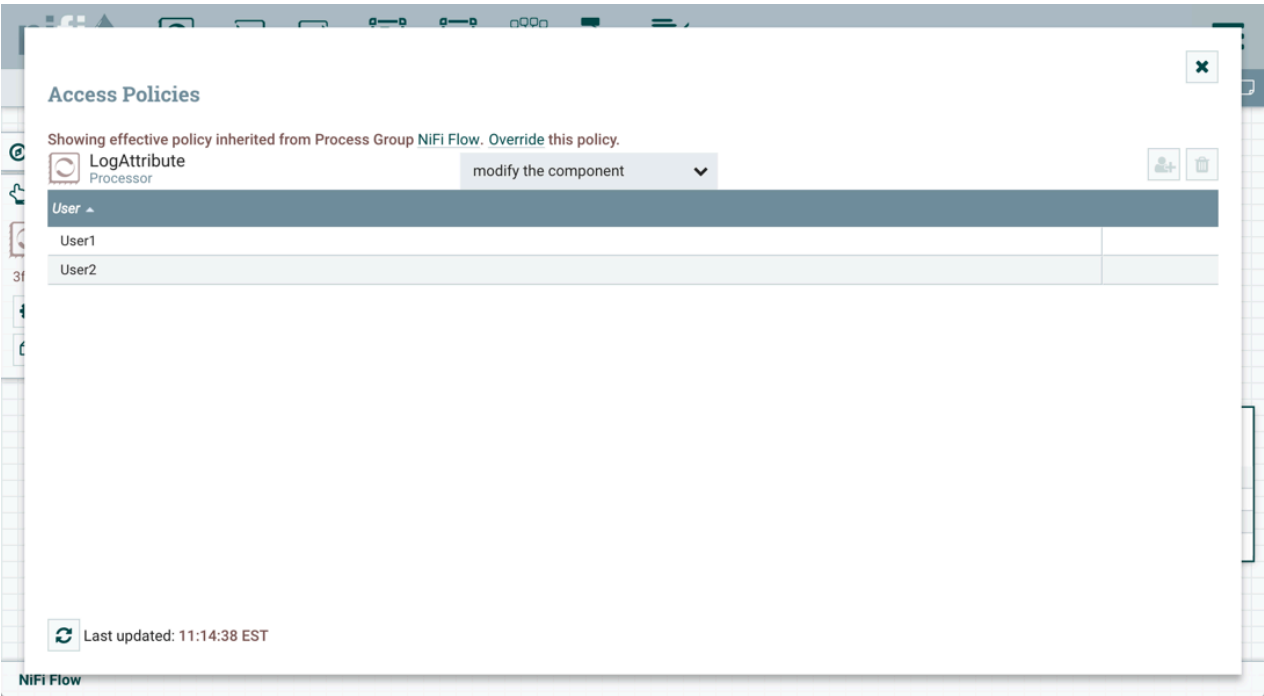 Access Policies
Showing effective policy inherited from Process Group NiFi Flow. Override this policy.
LogAttribute
Processor
modify the component
User
User1
User2
3f
Last updated: 11:14:38 EST
NiFi Flow